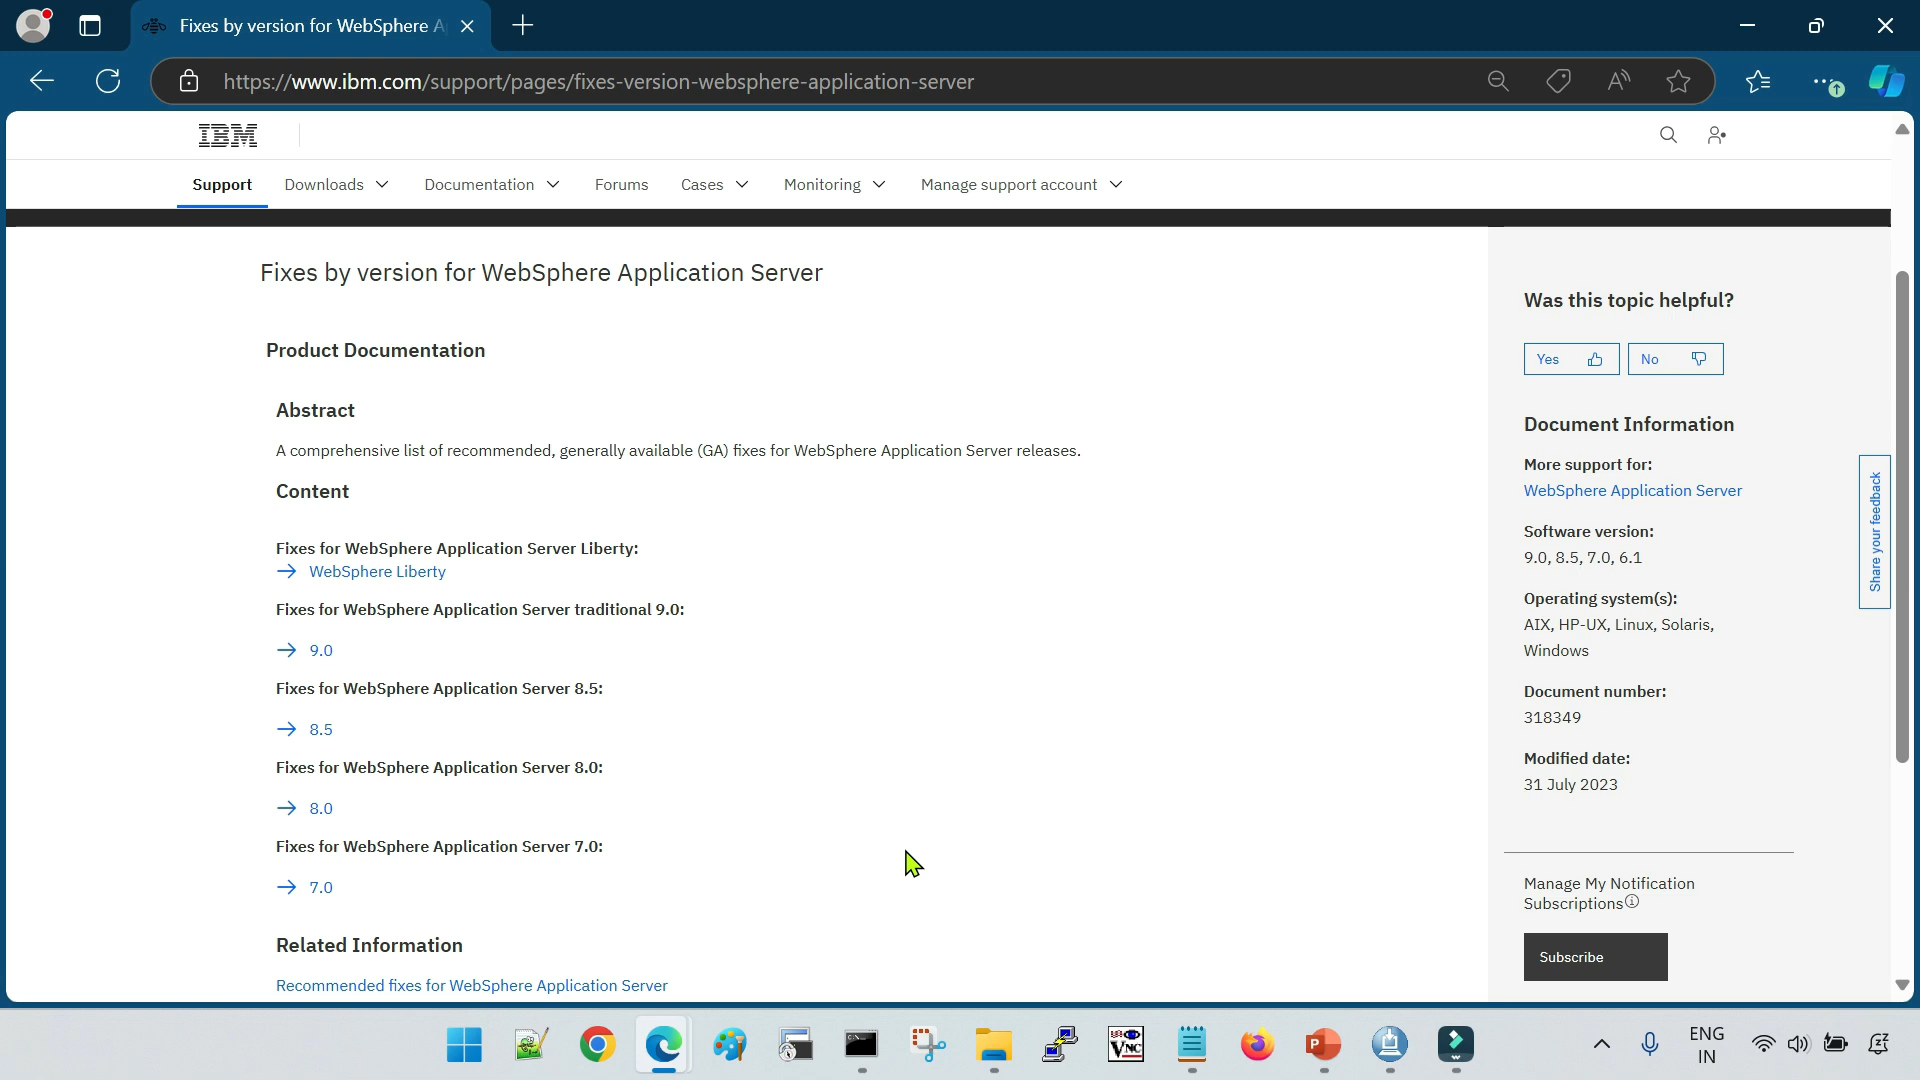 Fixes by version for WebSphere A
https://www.ibm.com/support/pages/fixes-version-websphere-application-server
IBM
Support Downloads Documentation Forums Cases Monitoring Manage support account
Fixes by version for WebSphere Application Server
Product Documentation
Abstract
A comprehensive list of recommended, generally available (GA) fixes for WebSphere Application Server releases.
Content
Fixes for WebSphere Application Server Liberty:
→ WebSphere Liberty
Fixes for WebSphere Application Server traditional 9.0:
→ 9.0
Fixes for WebSphere Application Server 8.5:
→ 8.5
Fixes for WebSphere Application Server 8.0:
→ 8.0
Fixes for WebSphere Application Server 7.0:
→ 7.0
Related Information
Recommended fixes for WebSphere Application Server
Was this topic helpful?
Yes No
Document Information
More support for:
WebSphere Application Server
Software version:
9.0, 8.5, 7.0, 6.1
Operating system(s):
AIX, HP-UX, Linux, Solaris,
Windows
Document number:
318349
Modified date:
31 July 2023
Manage My Notification
Subscriptions
Subscribe
Share your feedback
VNC
ENG
IN